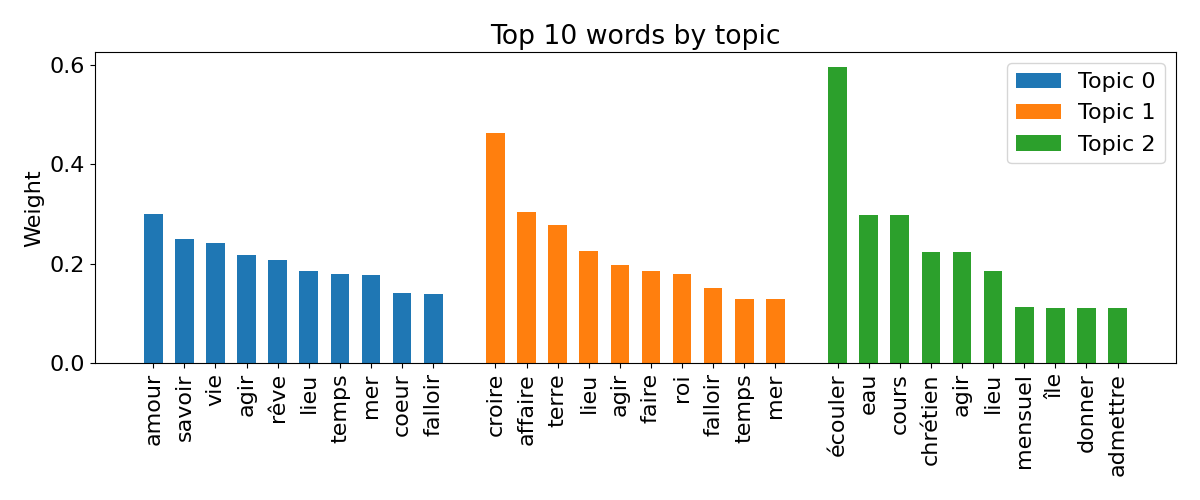 Top 10 words by topic
Weight
0.6
0.4
0.2
0.0
Topic 0
Topic 1
Topic 2
amour
savoir
vie
agir
rêve
lieu
temps
mer
coeur
falloir
croire
affaire
terre
lieu
agir
faire
roi
falloir
temps
mer
écouler
eau
cours
chrétien
agir
lieu
mensuel
île
donner
admettre